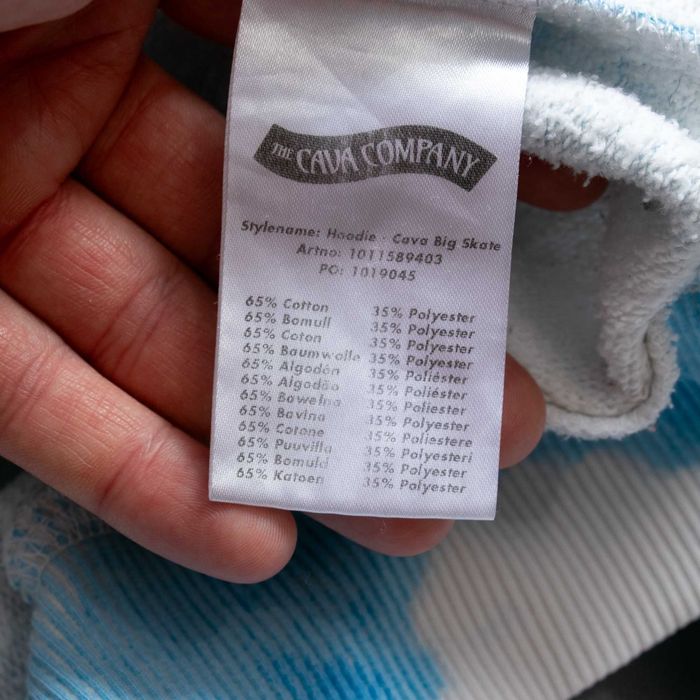 THE CAVA COMPANY
Stylename: Hoodie - Cava Big Skate
Artno: 1011589403
PO: 1019045
65% Cotton 35% Polyester
65% Bomull 35% Polyester
65% Coton 35% Polyester
65% Baumwolle 35% Polyester
65% Algodón 35% Poliéster
65% Algodão 35% Poliéster
65% Bawełna 35% Polyester
65% Bavlna 35% Polyester
65% Cotone 35% Poliestere
65% Puuvilla 35% Polyesteri
65% Bomuld 35% Polyester
65% Katoen 35% Polyester